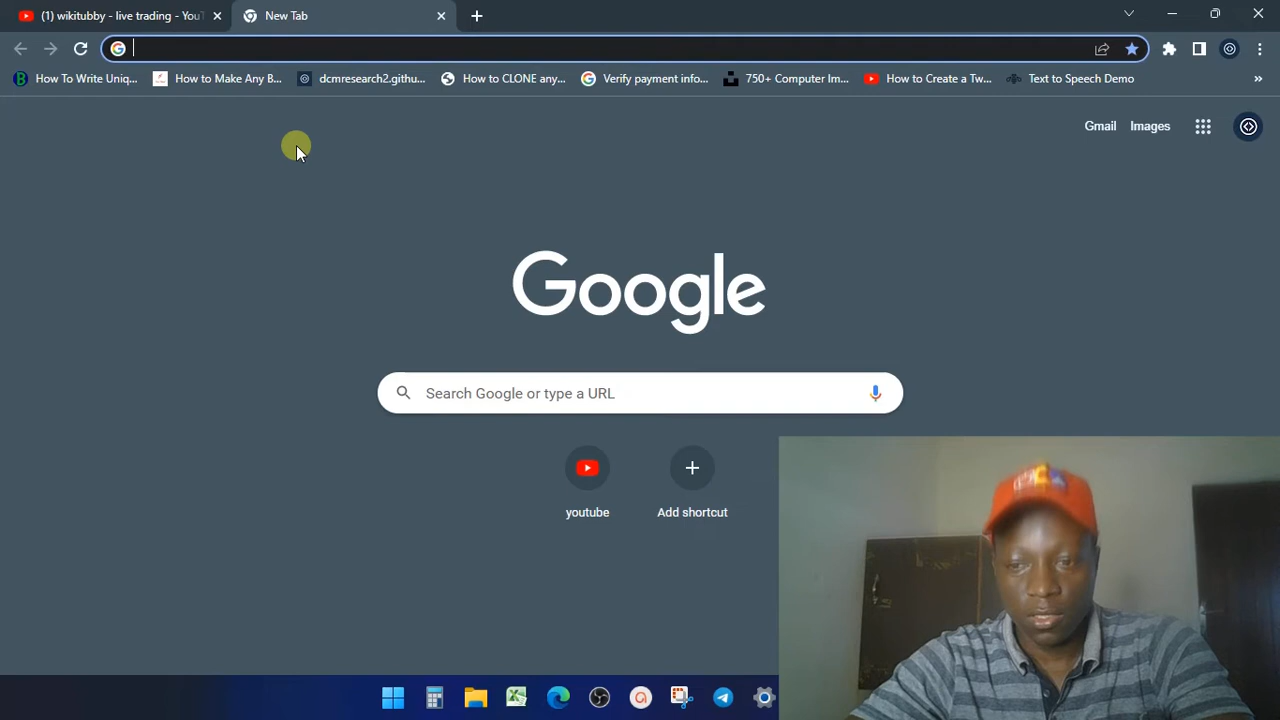 (1) wikitubby - live trading - YouT
New Tab
How To Write Uniq...
How to Make Any B...
dcmresearch2.githu...
How to CLONE any...
Verify payment info...
750+ Computer Im...
How to Create a Tw...
Text to Speech Demo
Gmail
Images
Google
Search Google or type a URL
youtube
Add shortcut